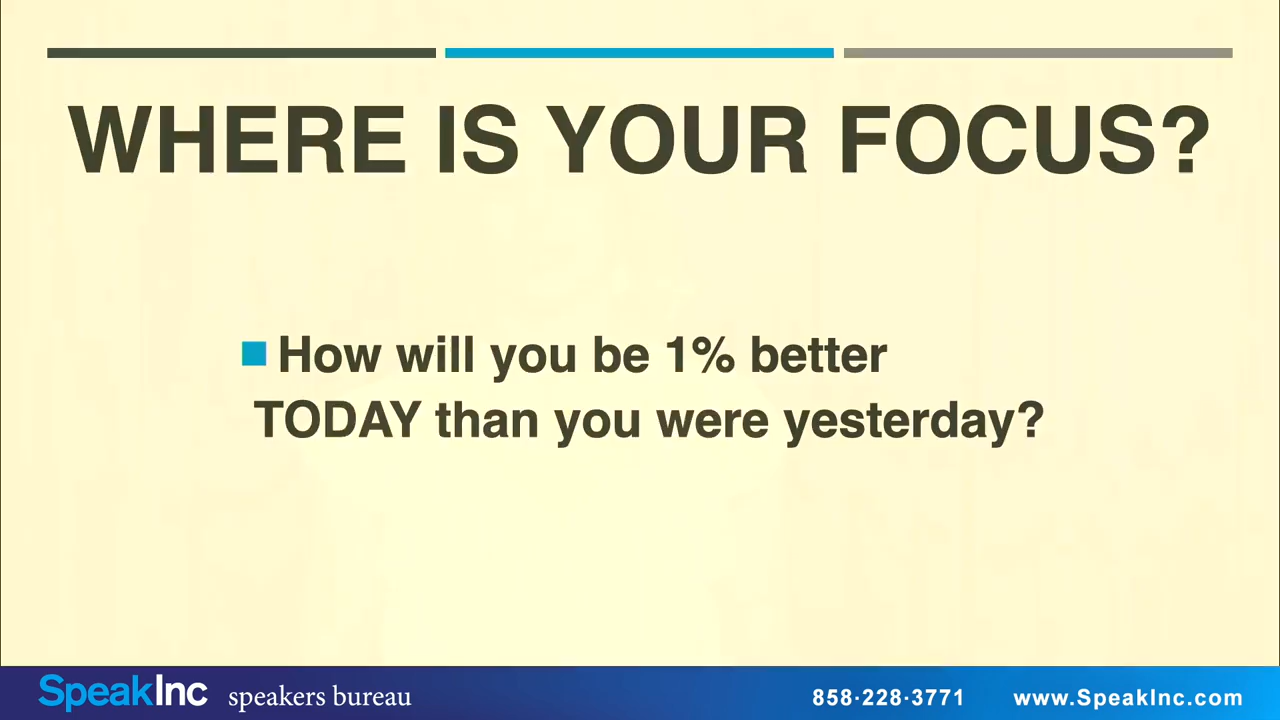 WHERE IS YOUR FOCUS?
How will you be 1% better
TODAY than you were yesterday?
SpeakInc speakers bureau
858·228·3771 www.SpeakInc.com